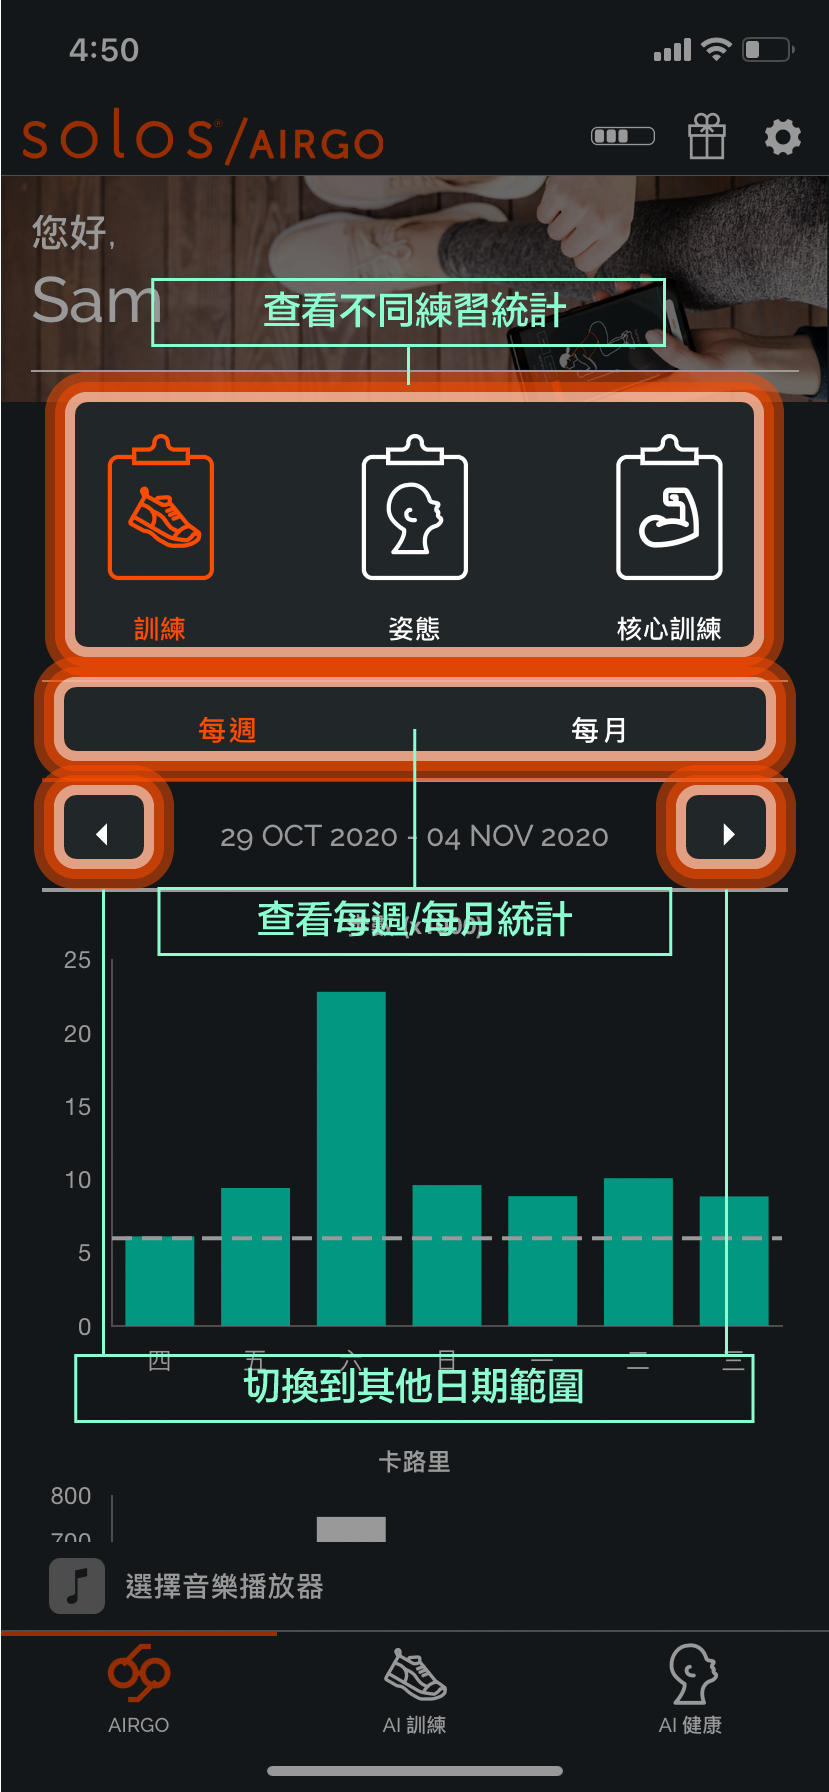 4:50
solos® / AIRGO
您好,
Sam
查看不同練習統計
訓練 姿態 核心訓練
每週 每月
29 OCT 2020 - 04 NOV 2020
查看每週/每月統計
25
20
15
10
5
0
四 五 六 日 一 二 三
切換到其他日期範圍
卡路里
800
700
選擇音樂播放器
AIRGO AI 訓練 AI 健康